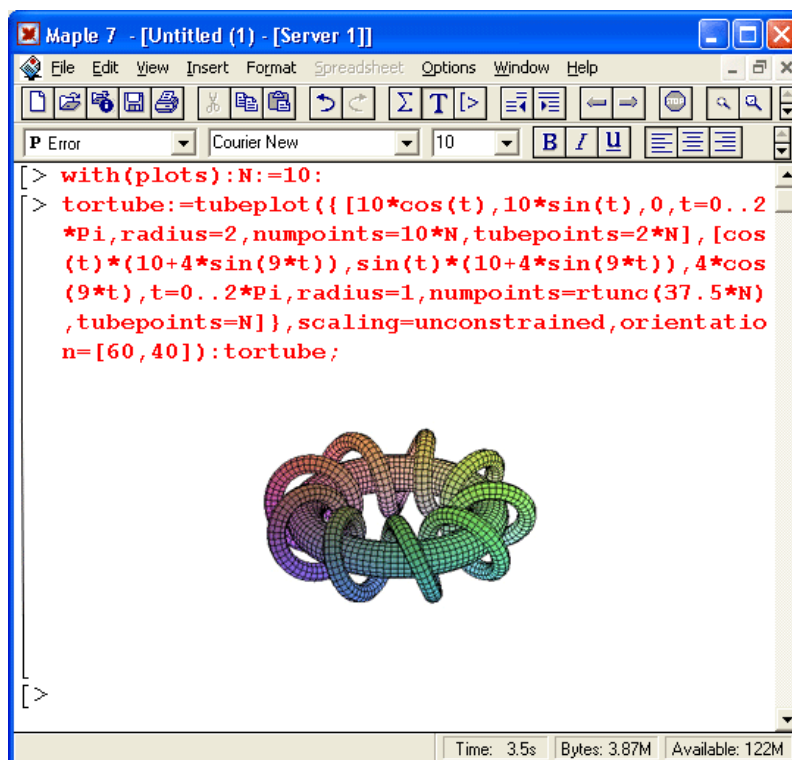 Maple 7 - [Untitled (1) - [Server 1]]
File Edit View Insert Format Spreadsheet Options Window Help
Σ T [>
STOP
P Error Courier New 10 B I U
[> with(plots):N:=10:
[> tortube:=tubeplot({[10*cos(t),10*sin(t),0,t=0..2
*Pi,radius=2,numpoints=10*N,tubepoints=2*N],[cos
(t)*(10+4*sin(9*t)),sin(t)*(10+4*sin(9*t)),4*cos
(9*t),t=0..2*Pi,radius=1,numpoints=rtunc(37.5*N)
,tubepoints=N]},scaling=unconstrained,orientatio
n=[60,40]):tortube;
[>
Time: 3.5s Bytes: 3.87M Available: 122M